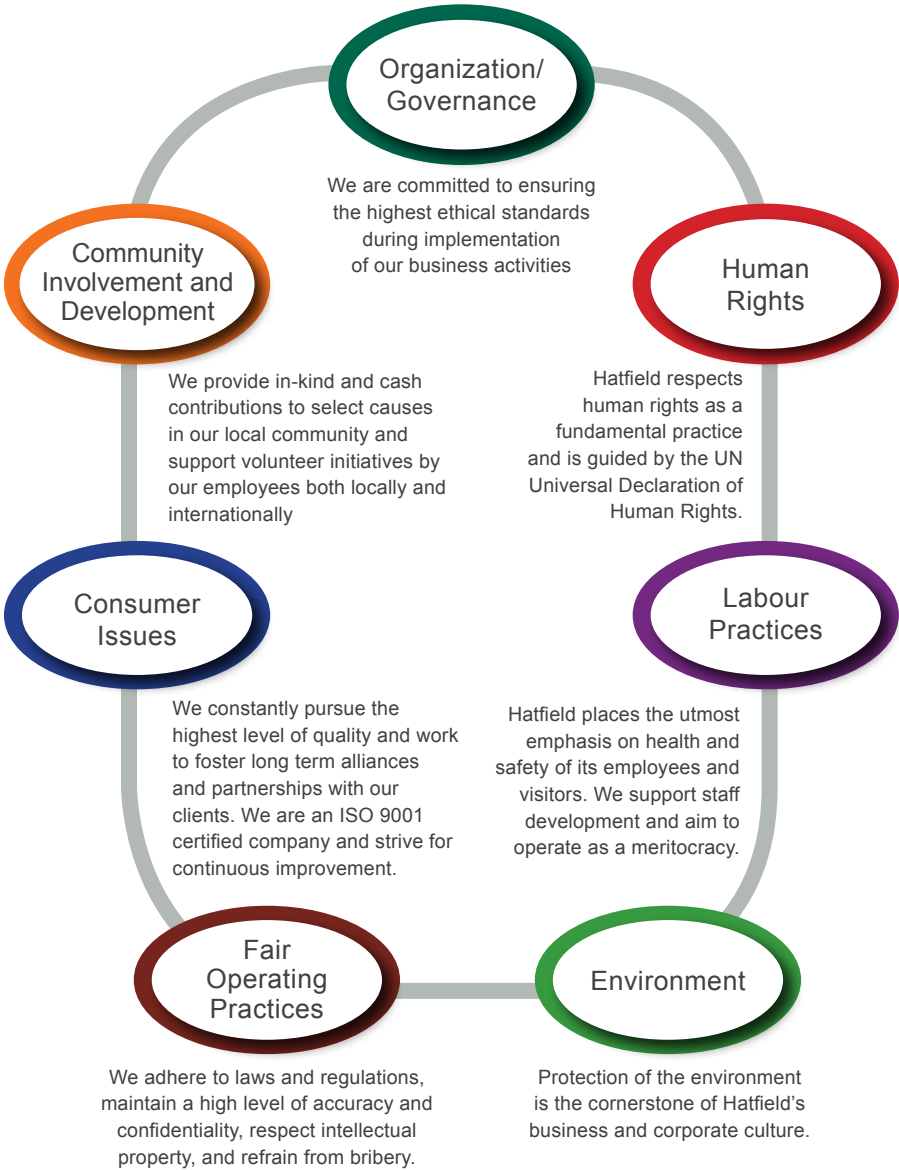 Organization/
Governance
We are committed to ensuring
the highest ethical standards
during implementation
of our business activities
Human
Rights
Hatfield respects
human rights as a
fundamental practice
and is guided by the UN
Universal Declaration of
Human Rights.
Labour
Practices
Hatfield places the utmost
emphasis on health and
safety of its employees and
visitors. We support staff
development and aim to
operate as a meritocracy.
Environment
Protection of the environment
is the cornerstone of Hatfield’s
business and corporate culture.
Fair
Operating
Practices
We adhere to laws and regulations,
maintain a high level of accuracy and
confidentiality, respect intellectual
property, and refrain from bribery.
Consumer
Issues
We constantly pursue the
highest level of quality and work
to foster long term alliances
and partnerships with our
clients. We are an ISO 9001
certified company and strive for
continuous improvement.
Community
Involvement and
Development
We provide in-kind and cash
contributions to select causes
in our local community and
support volunteer initiatives by
our employees both locally and
internationally